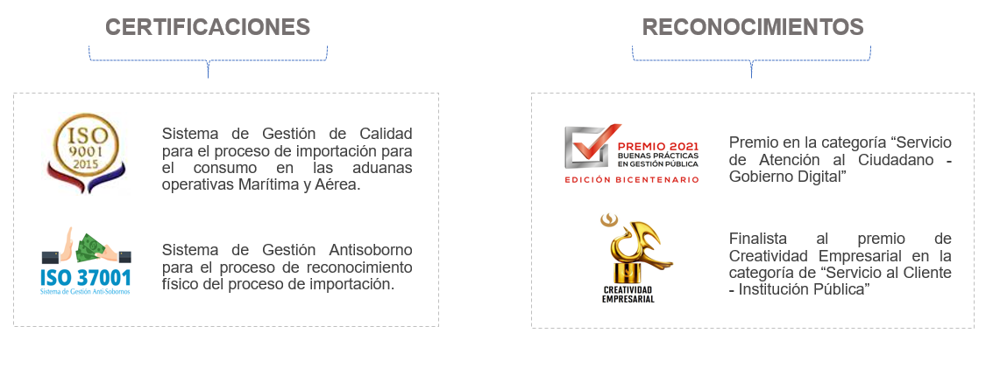 CERTIFICACIONES
ISO
9001
2015
Sistema de Gestión de Calidad
para el proceso de importación para
el consumo en las aduanas
operativas Marítima y Aérea.
ISO 37001
Sistema de Gestión Anti-Sobornos
Sistema de Gestión Antisoborno
para el proceso de reconocimiento
físico del proceso de importación.
RECONOCIMIENTOS
PREMIO 2021
BUENAS PRÁCTICAS
EN GESTIÓN PÚBLICA
EDICIÓN BICENTENARIO
Premio en la categoría “Servicio
de Atención al Ciudadano -
Gobierno Digital”
CREATIVIDAD
EMPRESARIAL
Finalista al premio de
Creatividad Empresarial en la
categoría de “Servicio al Cliente
- Institución Pública”